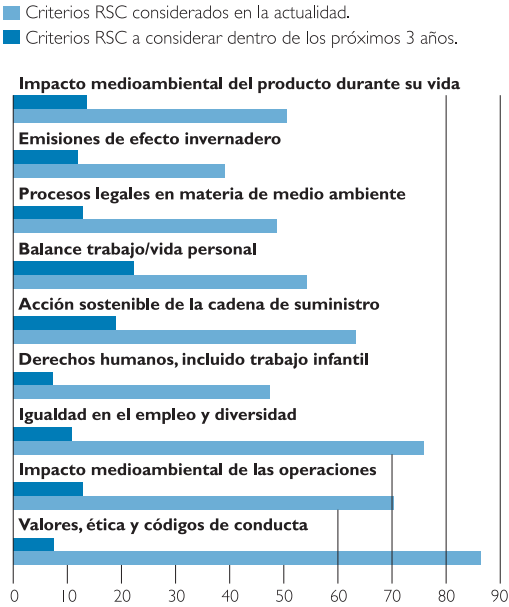 Criterios RSC considerados en la actualidad.
Criterios RSC a considerar dentro de los próximos 3 años.
Impacto medioambiental del producto durante su vida
Emisiones de efecto invernadero
Procesos legales en materia de medio ambiente
Balance trabajo/vida personal
Acción sostenible de la cadena de suministro
Derechos humanos, incluido trabajo infantil
Igualdad en el empleo y diversidad
Impacto medioambiental de las operaciones
Valores, ética y códigos de conducta
0 10 20 30 40 50 60 70 80 90